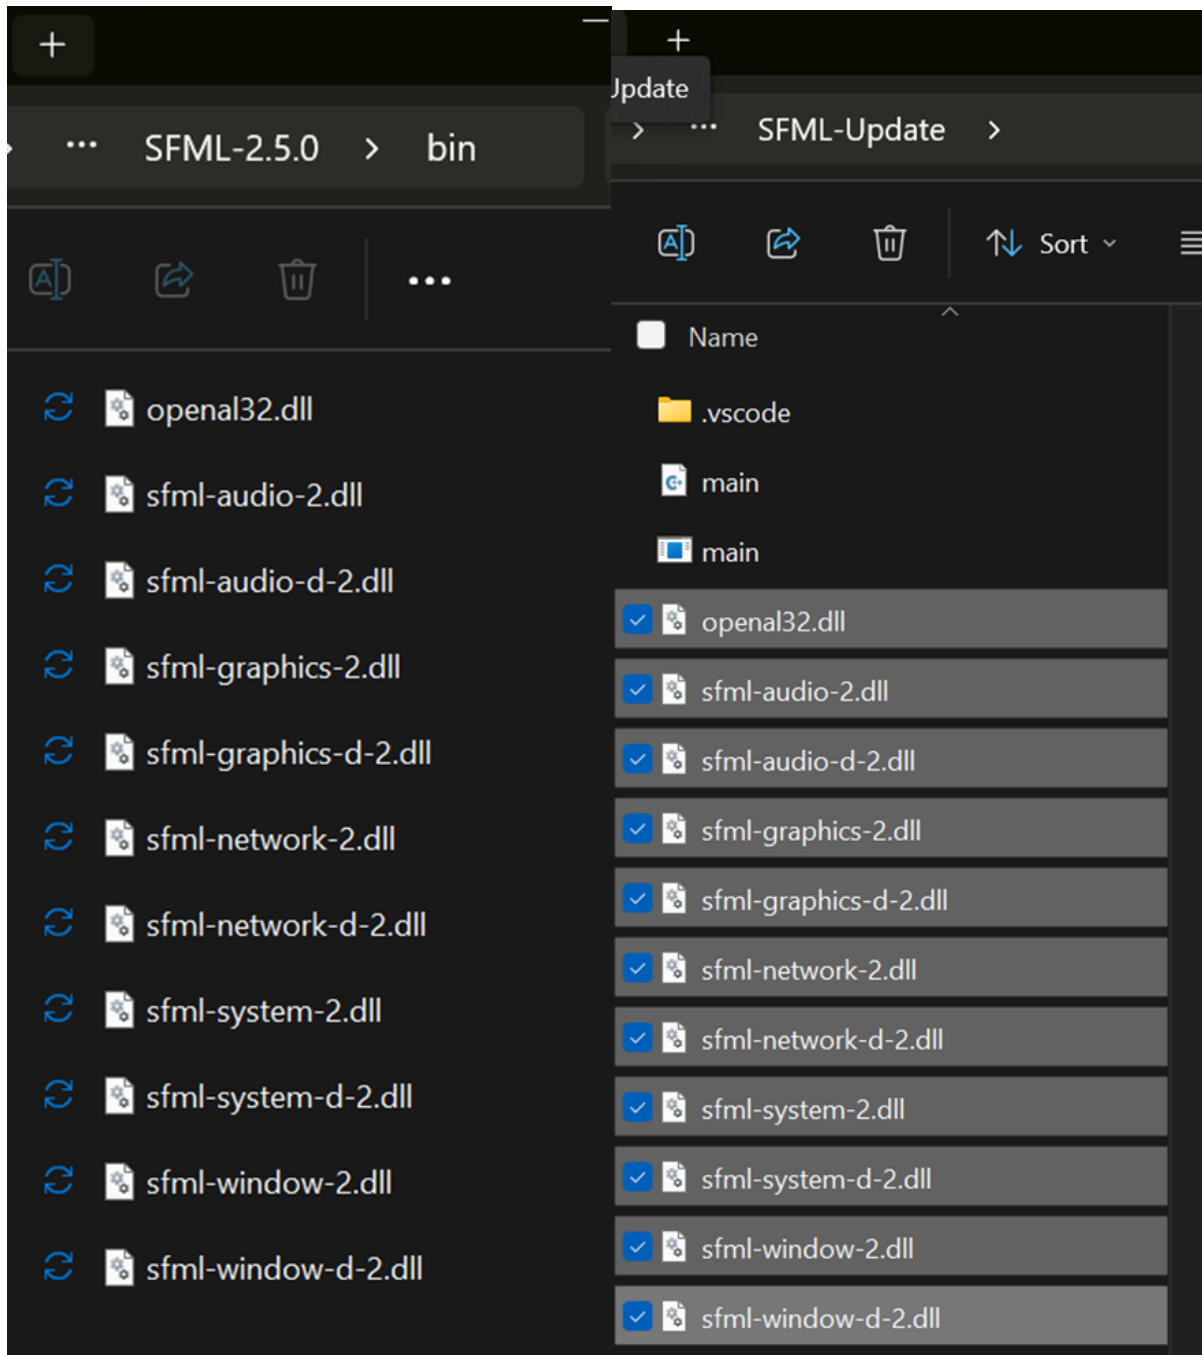 SFML-2.5.0 > bin
openal32.dll
sfml-audio-2.dll
sfml-audio-d-2.dll
sfml-graphics-2.dll
sfml-graphics-d-2.dll
sfml-network-2.dll
sfml-network-d-2.dll
sfml-system-2.dll
sfml-system-d-2.dll
sfml-window-2.dll
sfml-window-d-2.dll
Update
SFML-Update >
Sort
Name
.vscode
main
main
openal32.dll
sfml-audio-2.dll
sfml-audio-d-2.dll
sfml-graphics-2.dll
sfml-graphics-d-2.dll
sfml-network-2.dll
sfml-network-d-2.dll
sfml-system-2.dll
sfml-system-d-2.dll
sfml-window-2.dll
sfml-window-d-2.dll